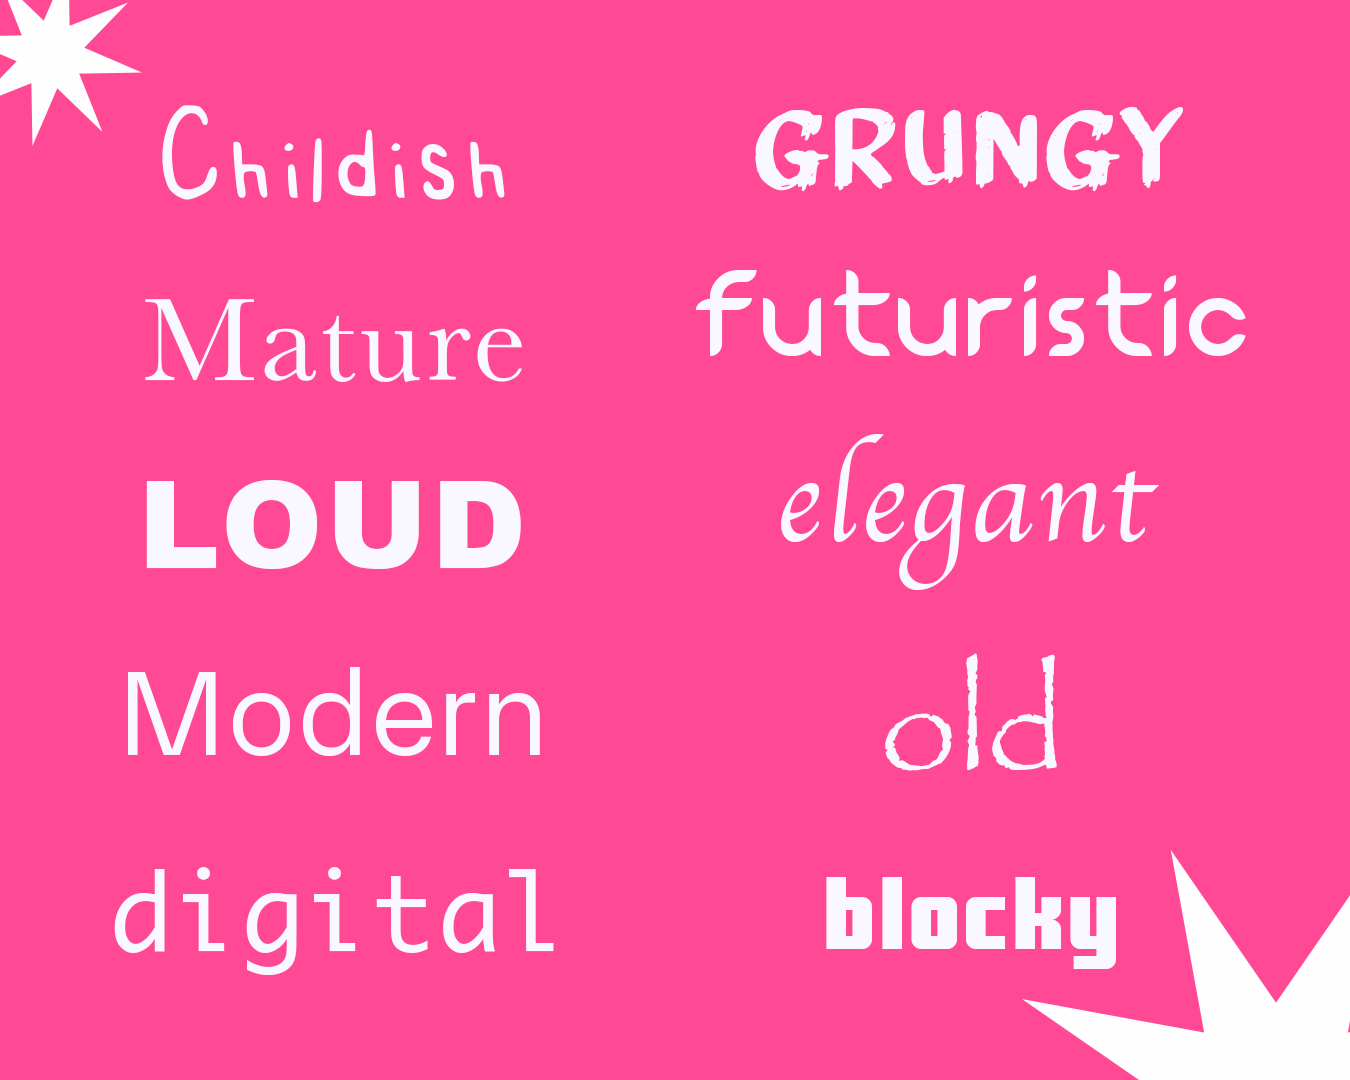 Childish
Mature
LOUD
Modern
digital
GRUNGY
futuristic
elegant
old
blocky